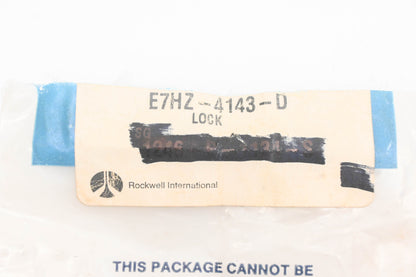 E7HZ-4143-D
LOCK
Rockwell International
THIS PACKAGE CANNOT BE